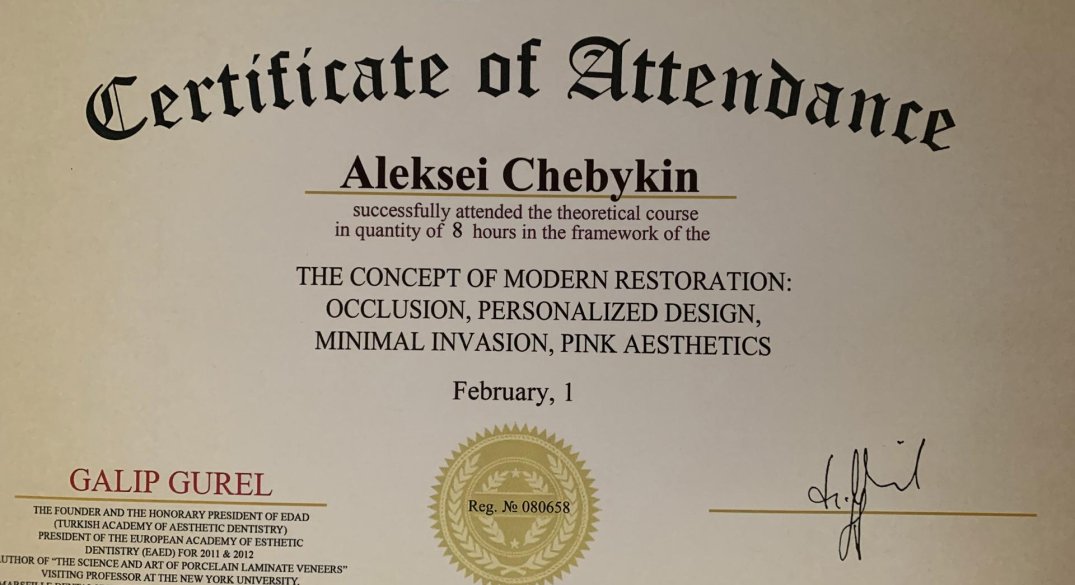 Certificate of Attendance
Aleksei Chebykin
successfully attended the theoretical course
in quantity of 8 hours in the framework of the
THE CONCEPT OF MODERN RESTORATION:
OCCLUSION, PERSONALIZED DESIGN,
MINIMAL INVASION, PINK AESTHETICS
February, 1
GALIP GUREL
THE FOUNDER AND THE HONORARY PRESIDENT OF EDAD
(TURKISH ACADEMY OF AESTHETIC DENTISTRY)
PRESIDENT OF THE EUROPEAN ACADEMY OF ESTHETIC
DENTISTRY (EAED) FOR 2011 & 2012
UTHOR OF "THE SCIENCE AND ART OF PORCELAIN LAMINATE VENEERS"
VISITING PROFESSOR AT THE NEW YORK UNIVERSITY,
Reg. № 080658